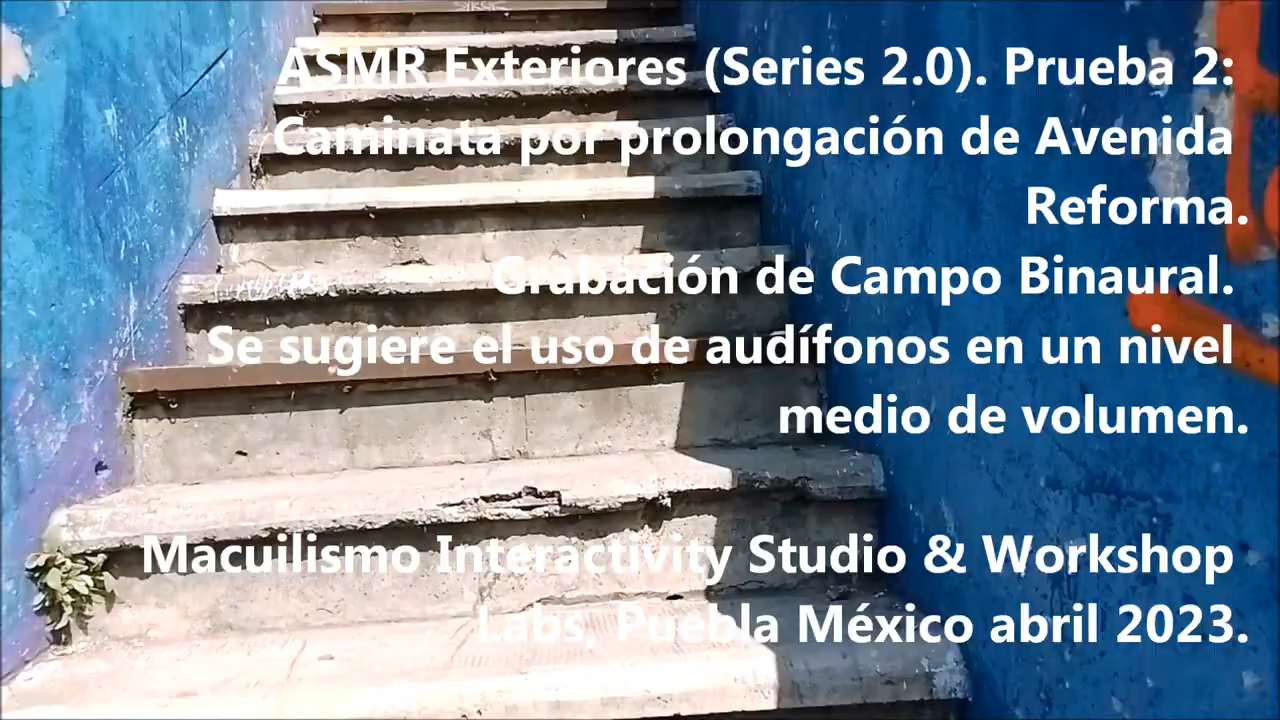 ASMR Exteriores (Series 2.0). Prueba 2:
Caminata por prolongación de Avenida
Reforma.
Grabación de Campo Binaural.
Se sugiere el uso de audífonos en un nivel
medio de volumen.
Macuilismo Interactivity Studio & Workshop
Labs. Puebla México abril 2023.